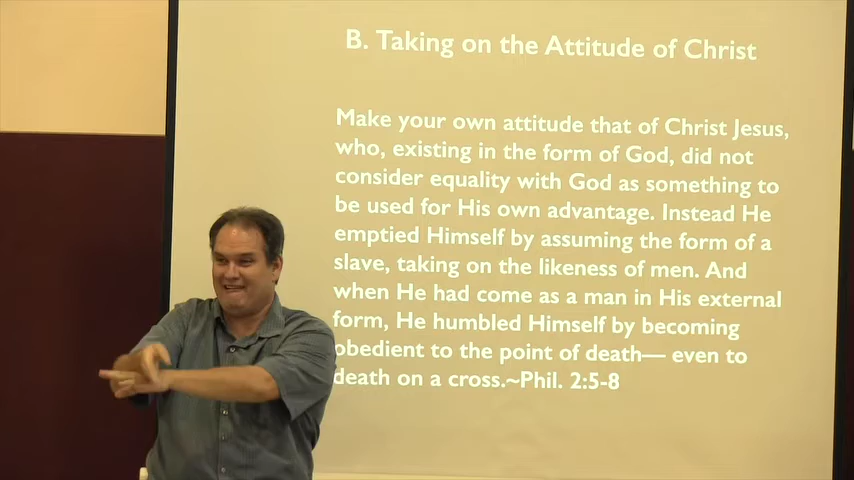 B. Taking on the Attitude of Christ
Make your own attitude that of Christ Jesus,
who, existing in the form of God, did not
consider equality with God as something to
be used for His own advantage. Instead He
emptied Himself by assuming the form of a
slave, taking on the likeness of men. And
when He had come as a man in His external
form, He humbled Himself by becoming
obedient to the point of death— even to
death on a cross.~Phil. 2:5-8